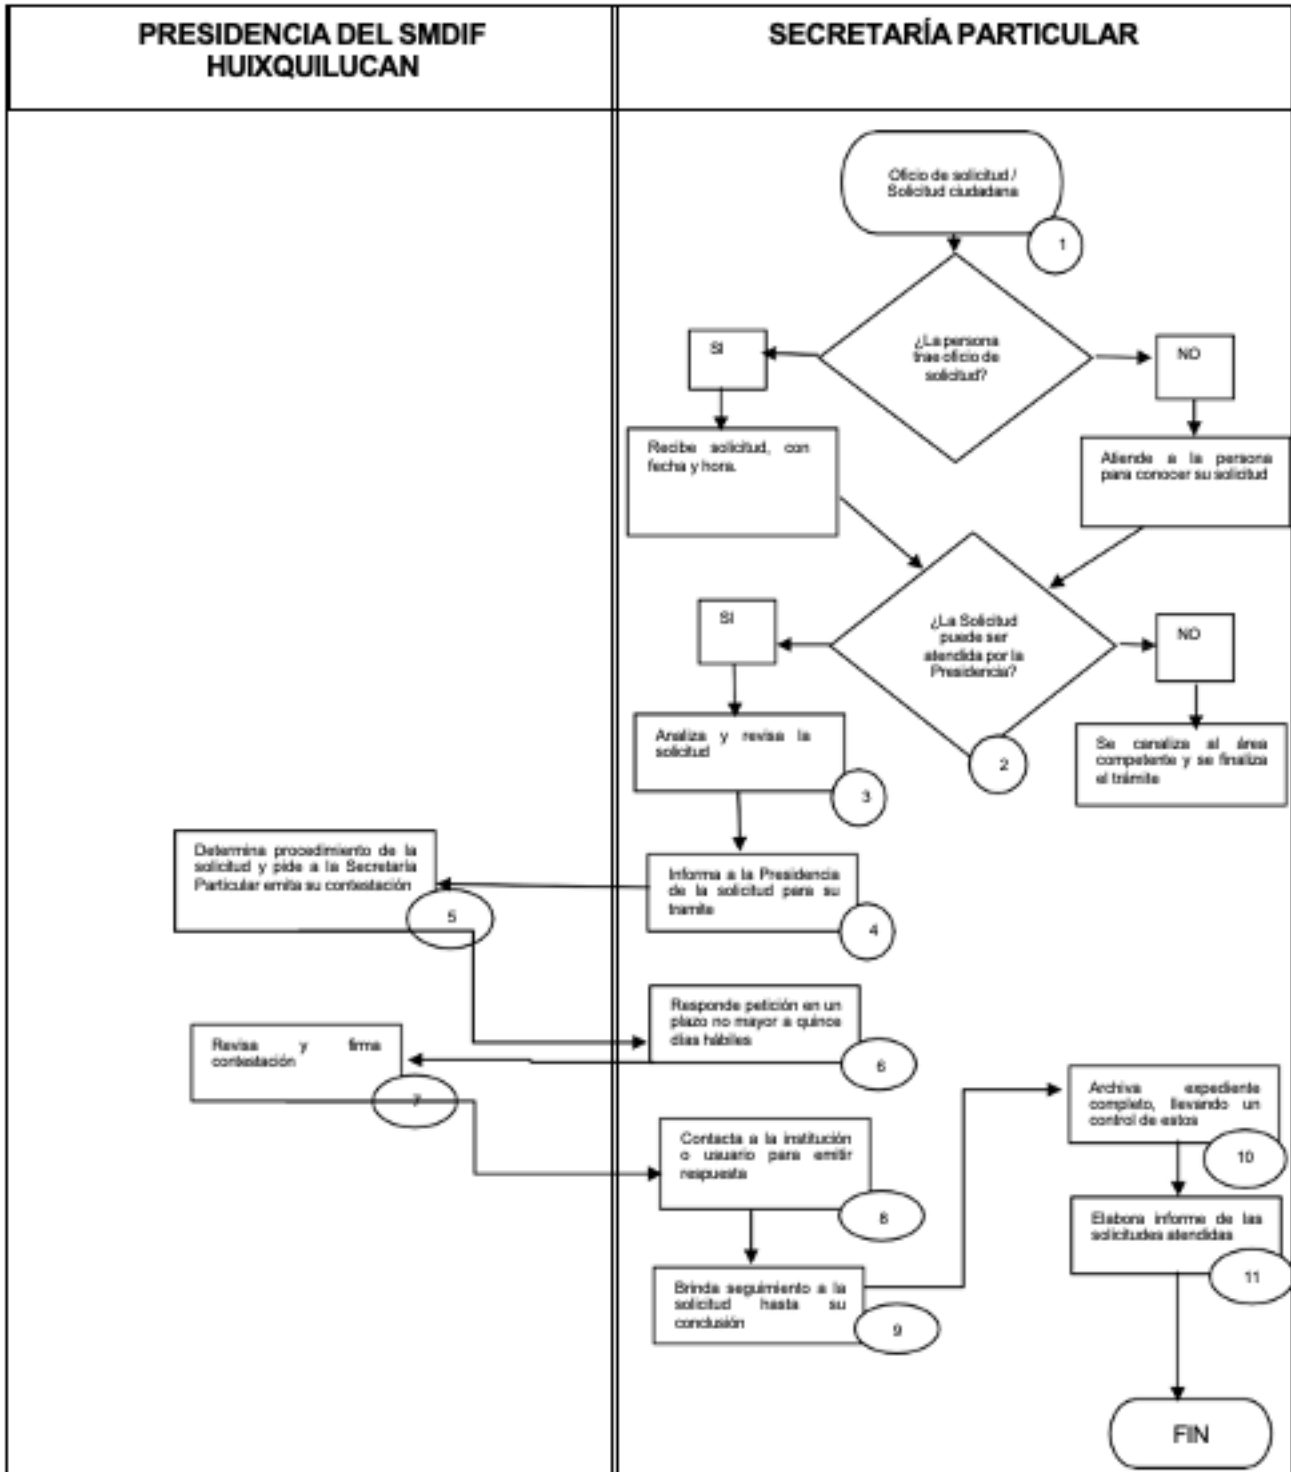 PRESIDENCIA DEL SMDIF
HUIXQUILUCAN
SECRETARÍA PARTICULAR
Oficio de solicitud /
Solicitud ciudadana
1
¿La persona
trae oficio de
solicitud?
SI
NO
Recibe solicitud, con
fecha y hora.
Atiende a la persona
para conocer su solicitud
¿La Solicitud
puede ser
atendida por la
Presidencia?
2
SI
NO
Analiza y revisa la
solicitud
3
Se canaliza al área
competente y se finaliza
el trámite
Informa a la Presidencia
de la solicitud para su
tramite
4
Determina procedimiento de la
solicitud y pide a la Secretaría
Particular emita su contestación
5
Responde petición en un
plazo no mayor a quince
días hábiles
6
Revisa y firma
contestación
7
Contacta a la institución
o usuario para emitir
respuesta
8
Brinda seguimiento a la
solicitud hasta su
conclusión
9
Archiva expediente
completo, llevando un
control de estos
10
Elabora informe de las
solicitudes atendidas
11
FIN